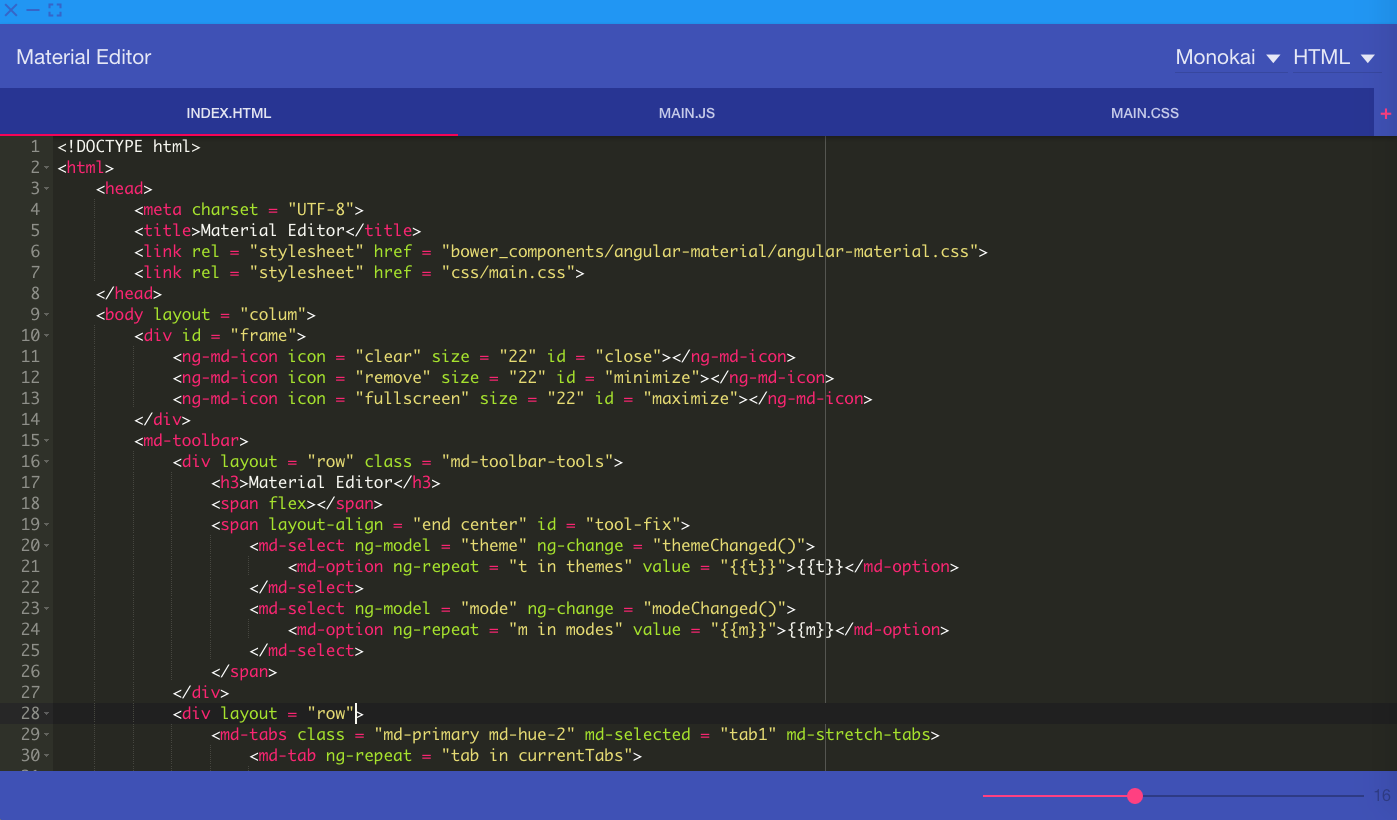 Material Editor
Monokai HTML
INDEX.HTML MAIN.JS MAIN.CSS +
1 <!DOCTYPE html>
2 <html>
3     <head>
4         <meta charset = "UTF-8">
5         <title>Material Editor</title>
6         <link rel = "stylesheet" href = "bower_components/angular-material/angular-material.css">
7         <link rel = "stylesheet" href = "css/main.css">
8     </head>
9     <body layout = "colum">
10         <div id = "frame">
11             <ng-md-icon icon = "clear" size = "22" id = "close"></ng-md-icon>
12             <ng-md-icon icon = "remove" size = "22" id = "minimize"></ng-md-icon>
13             <ng-md-icon icon = "fullscreen" size = "22" id = "maximize"></ng-md-icon>
14         </div>
15         <md-toolbar>
16             <div layout = "row" class = "md-toolbar-tools">
17                 <h3>Material Editor</h3>
18                 <span flex></span>
19                 <span layout-align = "end center" id = "tool-fix">
20                     <md-select ng-model = "theme" ng-change = "themeChanged()">
21                         <md-option ng-repeat = "t in themes" value = "{{t}}">{{t}}</md-option>
22                     </md-select>
23                     <md-select ng-model = "mode" ng-change = "modeChanged()">
24                         <md-option ng-repeat = "m in modes" value = "{{m}}">{{m}}</md-option>
25                     </md-select>
26                 </span>
27             </div>
28             <div layout = "row">
29                 <md-tabs class = "md-primary md-hue-2" md-selected = "tab1" md-stretch-tabs>
30                     <md-tab ng-repeat = "tab in currentTabs">
16